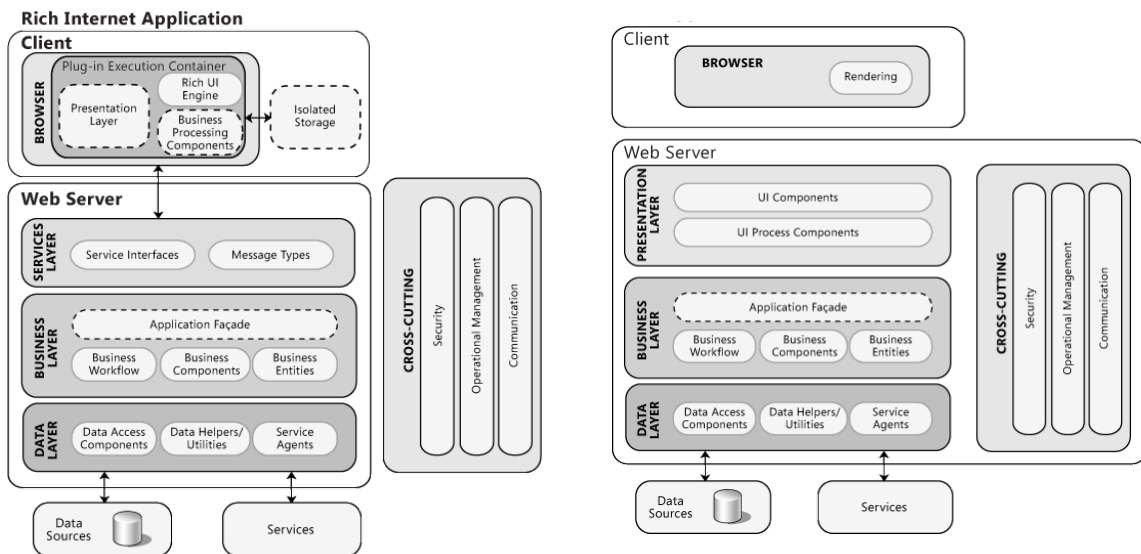 Rich Internet Application
Client
Plug-in Execution Container
BROWSER
Presentation
Layer
Rich UI
Engine
Business
Processing
Components
Isolated
Storage
Web Server
SERVICES
LAYER
Service Interfaces
Message Types
BUSINESS
LAYER
Application Façade
Business
Workflow
Business
Components
Business
Entities
DATA
LAYER
Data Access
Components
Data Helpers/
Utilities
Service
Agents
Data
Sources
Services
CROSS-CUTTING
Security
Operational Management
Communication
Client
BROWSER
Rendering
Web Server
PRESENTATION
LAYER
UI Components
UI Process Components
BUSINESS
LAYER
Application Façade
Business
Workflow
Business
Components
Business
Entities
DATA
LAYER
Data Access
Components
Data Helpers/
Utilities
Service
Agents
Data
Sources
Services
CROSS-CUTTING
Security
Operational Management
Communication